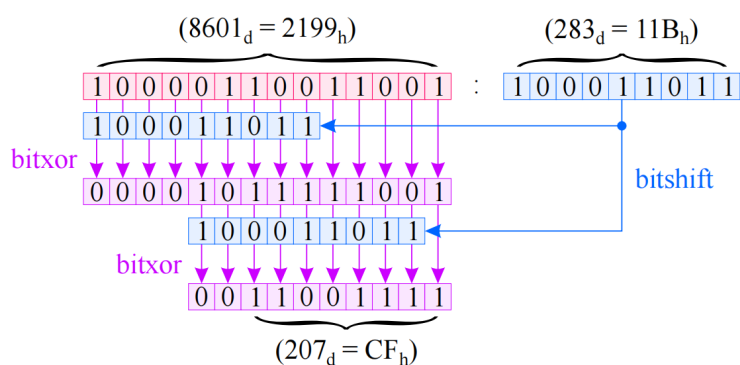 (8601d = 2199h) (283d = 11Bh)
1 0 0 0 0 1 1 0 0 1 1 0 0 1 : 1 0 0 0 1 1 0 1 1
1 0 0 0 1 1 0 1 1
bitxor
bitshift
0 0 0 0 1 0 1 1 1 1 1 0 0 1
1 0 0 0 1 1 0 1 1
bitxor
0 0 1 1 0 0 1 1 1 1
(207d = CFh)